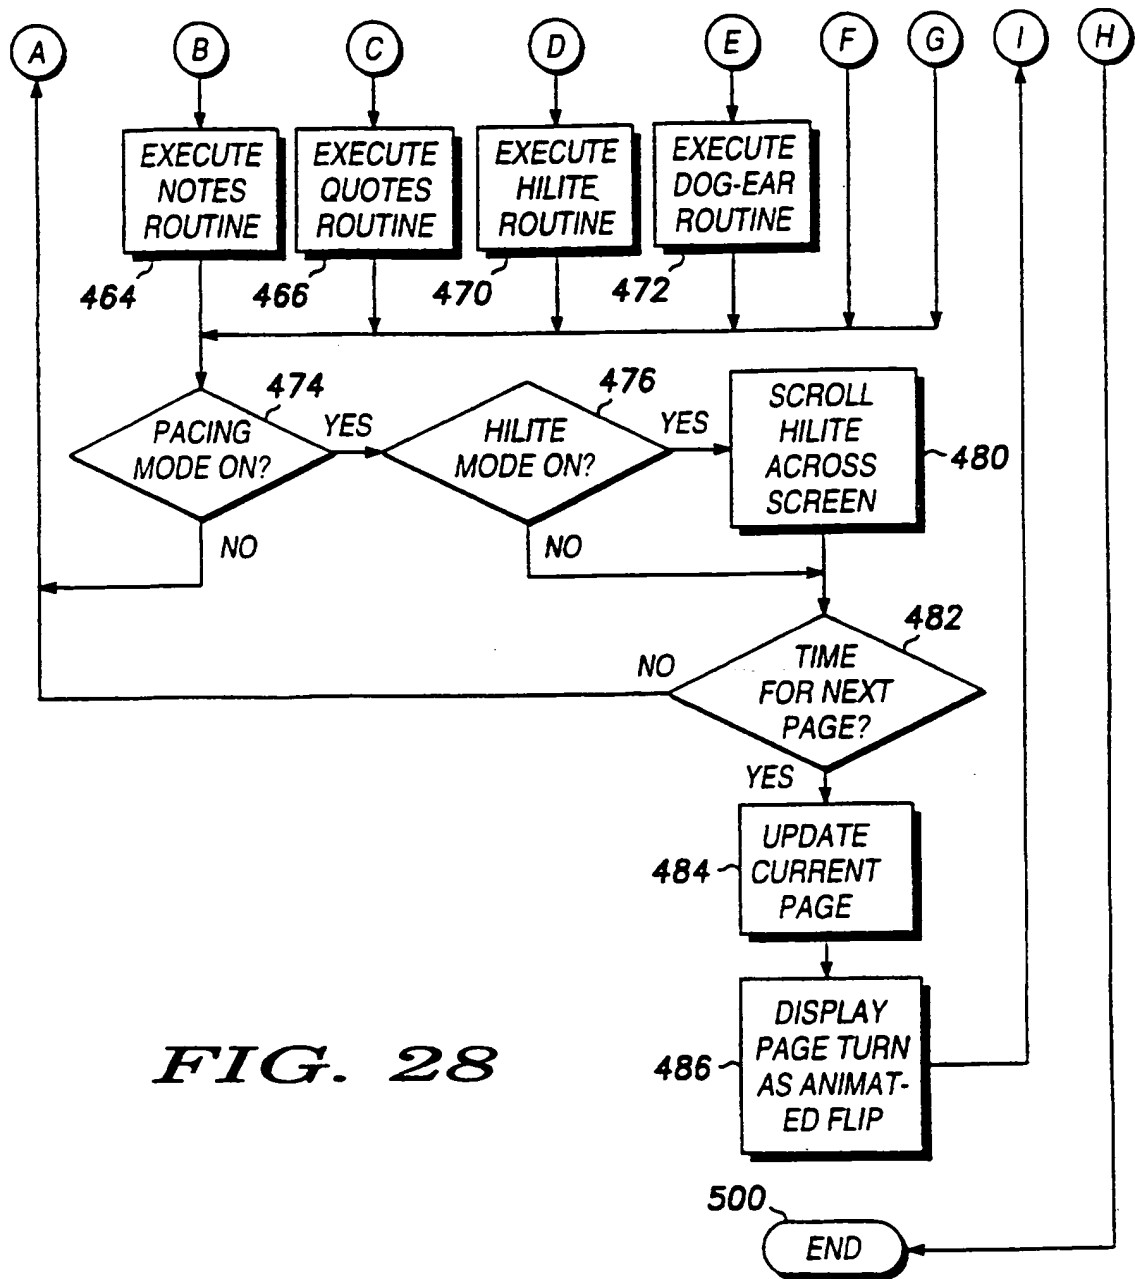 A
B
C
D
E
F
G
I
H
EXECUTE
NOTES
ROUTINE
464
EXECUTE
QUOTES
ROUTINE
466
EXECUTE
HILITE
ROUTINE
470
EXECUTE
DOG-EAR
ROUTINE
472
PACING
MODE ON?
474
YES
NO
HILITE
MODE ON?
476
YES
NO
SCROLL
HILITE
ACROSS
SCREEN
480
TIME
FOR NEXT
PAGE?
482
NO
YES
UPDATE
CURRENT
PAGE
484
DISPLAY
PAGE TURN
AS ANIMAT-
ED FLIP
486
FIG. 28
500
END